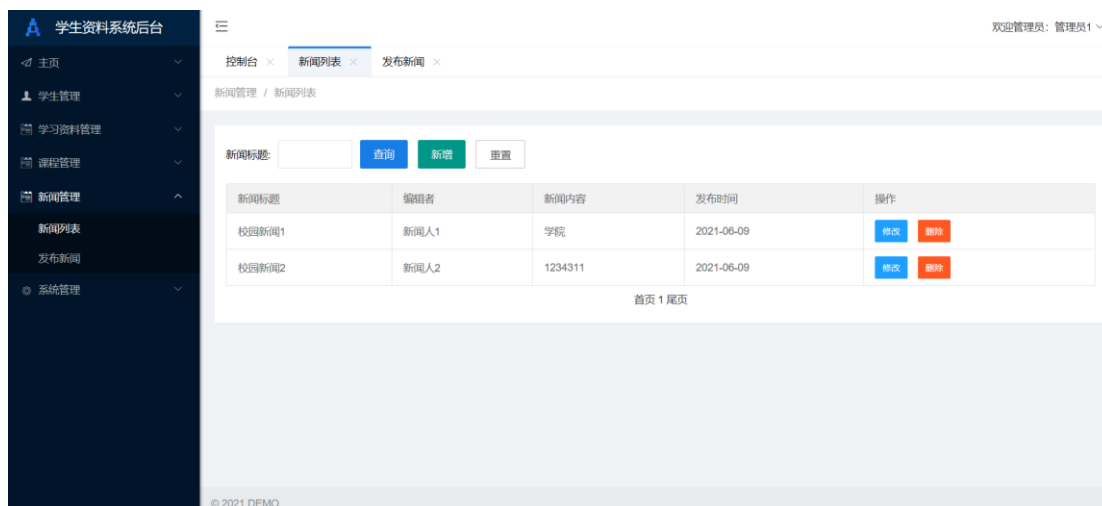 学生资料系统后台
欢迎管理员：管理员1
主页
控制台 新闻列表 发布新闻
学生管理
新闻管理 / 新闻列表
学习资料管理
课程管理
新闻标题: 查询 新增 重置
新闻管理
新闻标题 编辑者 新闻内容 发布时间 操作
新闻列表
校园新闻1 新闻人1 学院 2021-06-09 修改 删除
发布新闻
校园新闻2 新闻人2 1234311 2021-06-09 修改 删除
系统管理
首页 1 尾页
© 2021 DEMO